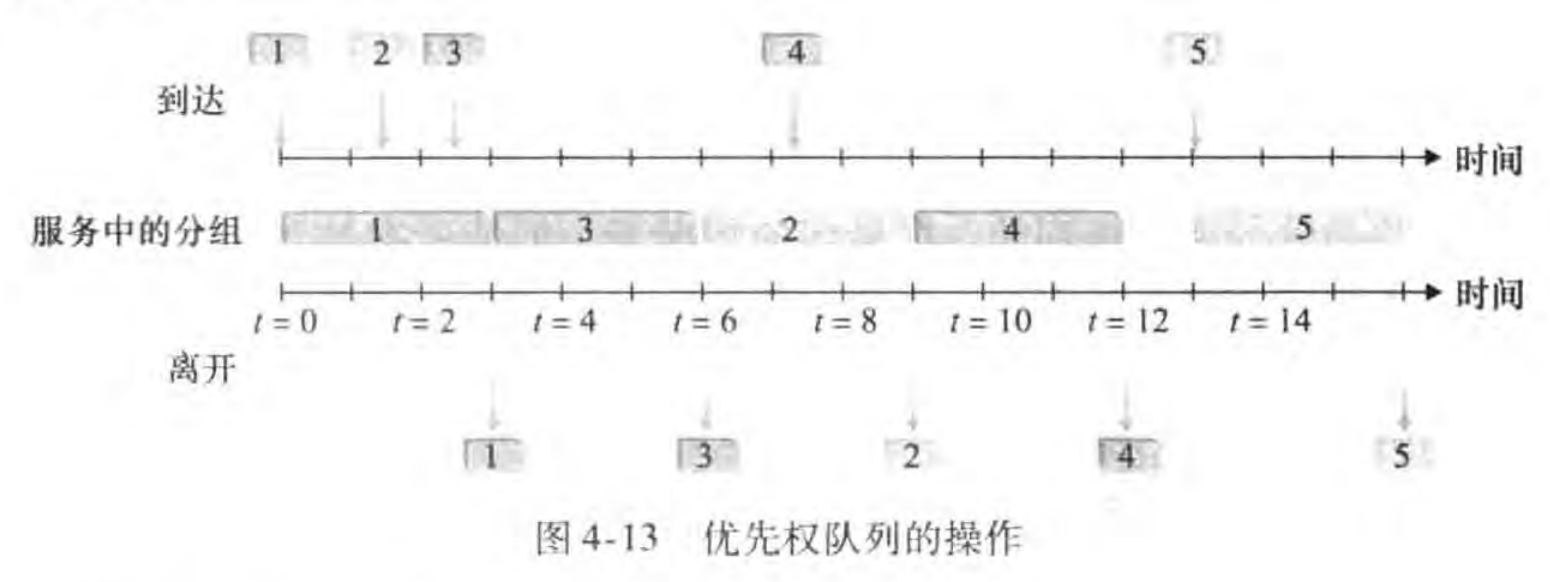 1 2 3 4 5
到达
时间
服务中的分组 1 3 2 4 5
时间
t = 0 t = 2 t = 4 t = 6 t = 8 t = 10 t = 12 t = 14
离开
1 3 2 4 5
图 4-13 优先权队列的操作